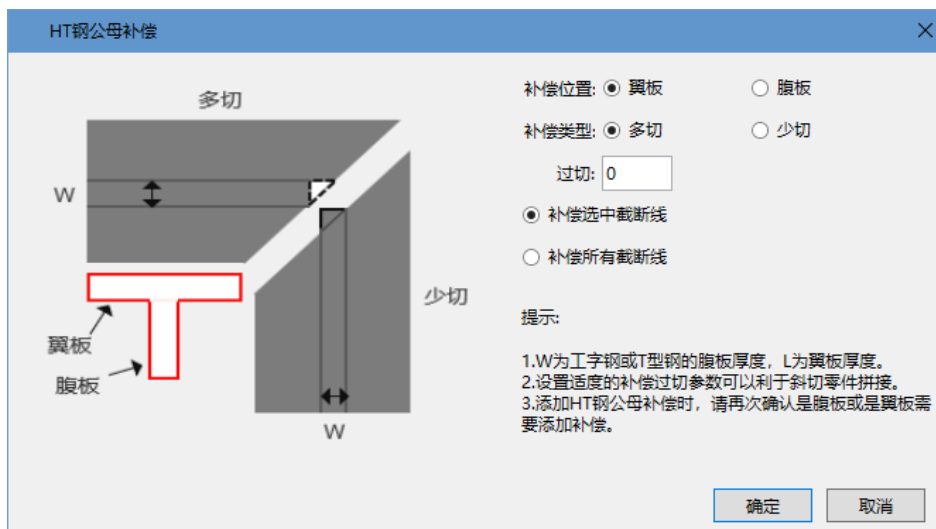 HT钢公母补偿
多切
W
翼板
腹板
少切
W
补偿位置: 翼板 腹板
补偿类型: 多切 少切
过切: 0
补偿选中截断线
补偿所有截断线
提示:
1.W为工字钢或T型钢的腹板厚度，L为翼板厚度。
2.设置适度的补偿过切参数可以利于斜切零件拼接。
3.添加HT钢公母补偿时，请再次确认是腹板或是翼板需
要添加补偿。
确定 取消